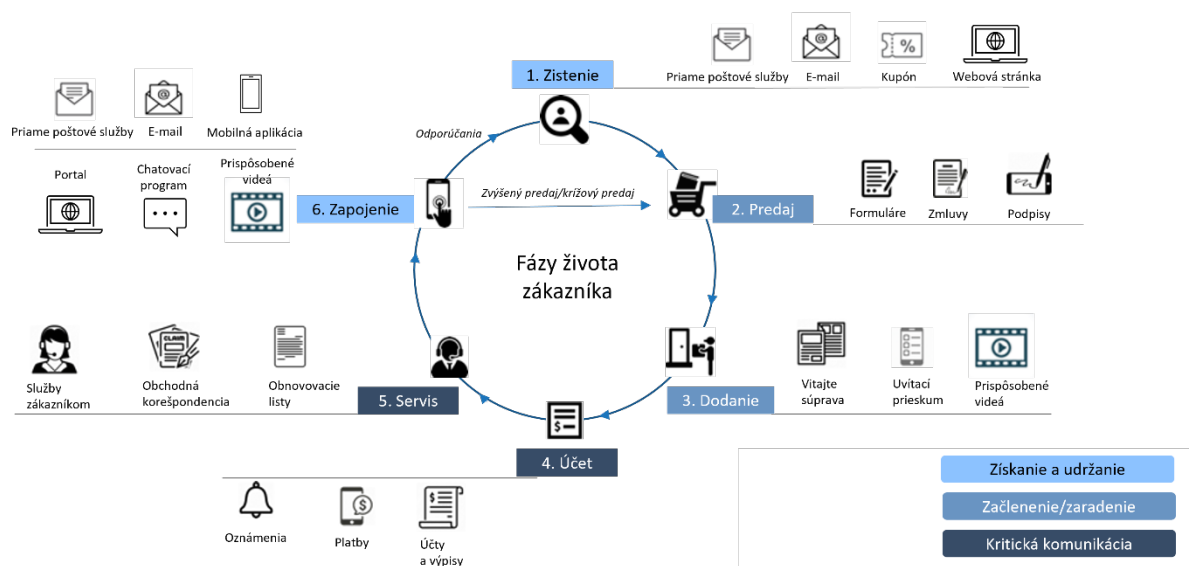 1. Zistenie
Priame poštové služby
E-mail
Kupón
Webová stránka
Priame poštové služby
E-mail
Mobilná aplikácia
Odporúčania
Portal
Chatovací
program
Prispôsobené
videá
6. Zapojenie
Zvýšený predaj/krížový predaj
2. Predaj
Formuláre
Zmluvy
Podpisy
Fázy života
zákazníka
Služby
zákazníkom
CLAIM
Obchodná
korešpondencia
Obnovovacie
listy
5. Servis
3. Dodanie
Vitajte
súprava
Uvítací
prieskum
Prispôsobené
videá
4. Účet
Oznámenia
Platby
Účty
a výpisy
Získanie a udržanie
Začlenenie/zaradenie
Kritická komunikácia